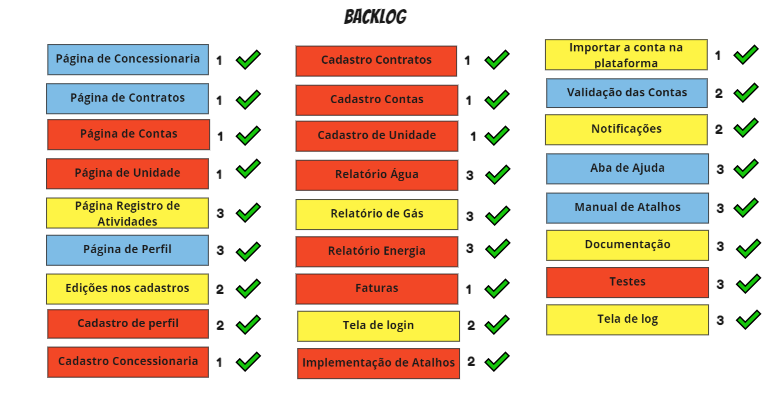 BACKLOG
Página de Concessionaria 1
Página de Contratos 1
Página de Contas 1
Página de Unidade 1
Página Registro de
Atividades 3
Página de Perfil 3
Edições nos cadastros 2
Cadastro de perfil 2
Cadastro Concessionaria 1
Cadastro Contratos 1
Cadastro Contas 1
Cadastro de Unidade 1
Relatório Água 3
Relatório de Gás 3
Relatório Energia 3
Faturas 1
Tela de login 2
Implementação de Atalhos 2
Importar a conta na
plataforma 1
Validação das Contas 2
Notificações 2
Aba de Ajuda 3
Manual de Atalhos 3
Documentação 3
Testes 3
Tela de log 3